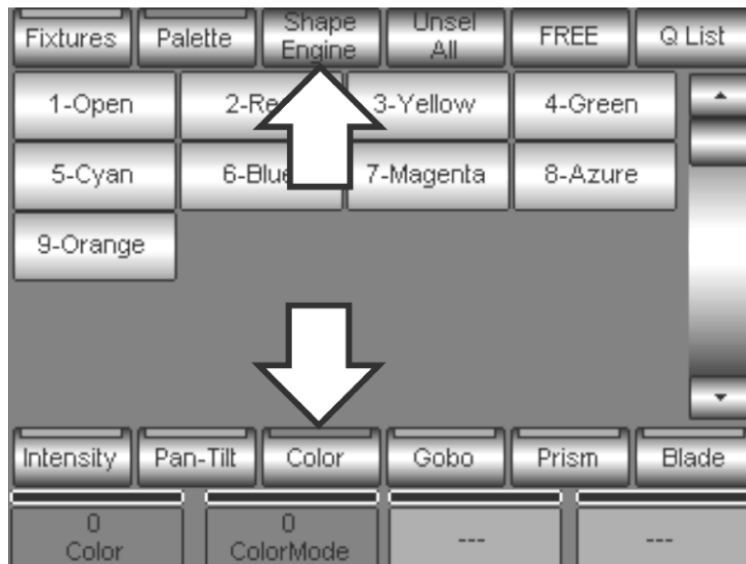 Fixtures Palette Shape Engine Unsel All FREE Q List
1-Open 3-Yellow 4-Green
5-Cyan 7-Magenta 8-Azure
9-Orange
Intensity Pan-Tilt Color Gobo Prism Blade
0 Color 0 ColorMode --- ---